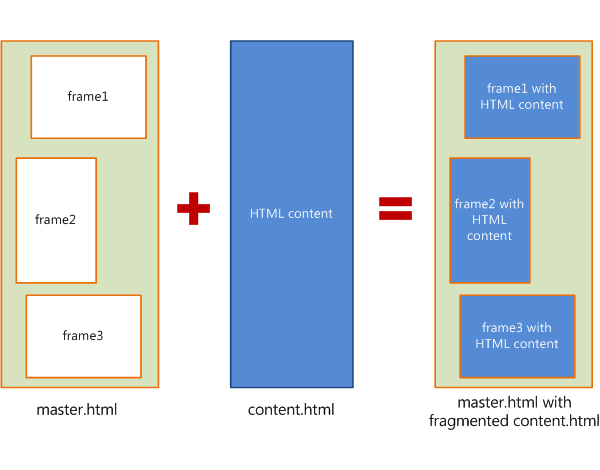 frame1
frame2
frame3
master.html
HTML content
content.html
frame1 with
HTML content
frame2 with
HTML
content
frame3 with
HTML content
master.html with
fragmented content.html